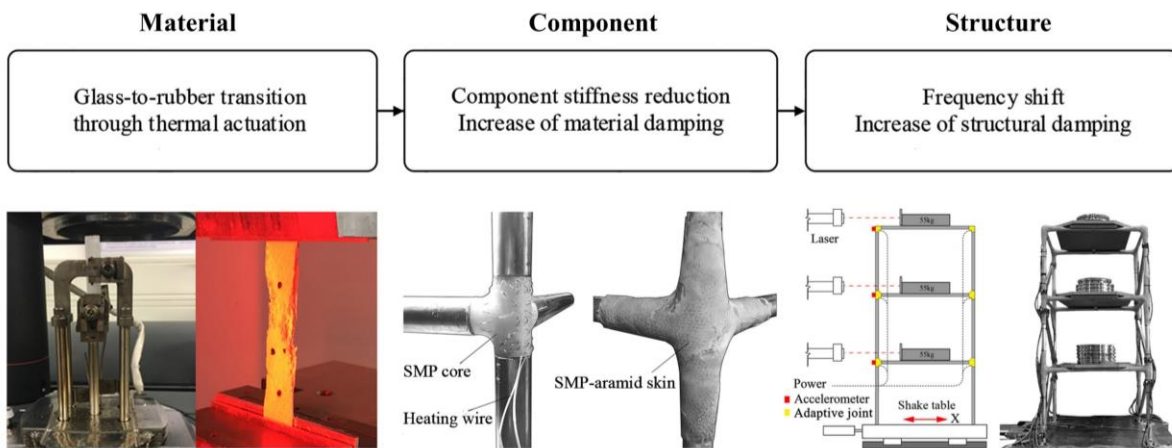 Material
Component
Structure
Glass-to-rubber transition
through thermal actuation
Component stiffness reduction
Increase of material damping
Frequency shift
Increase of structural damping
SMP core
Heating wire
SMP-aramid skin
55kg
Laser
55kg
55kg
Power
Accelerometer
Adaptive joint
Shake table
X